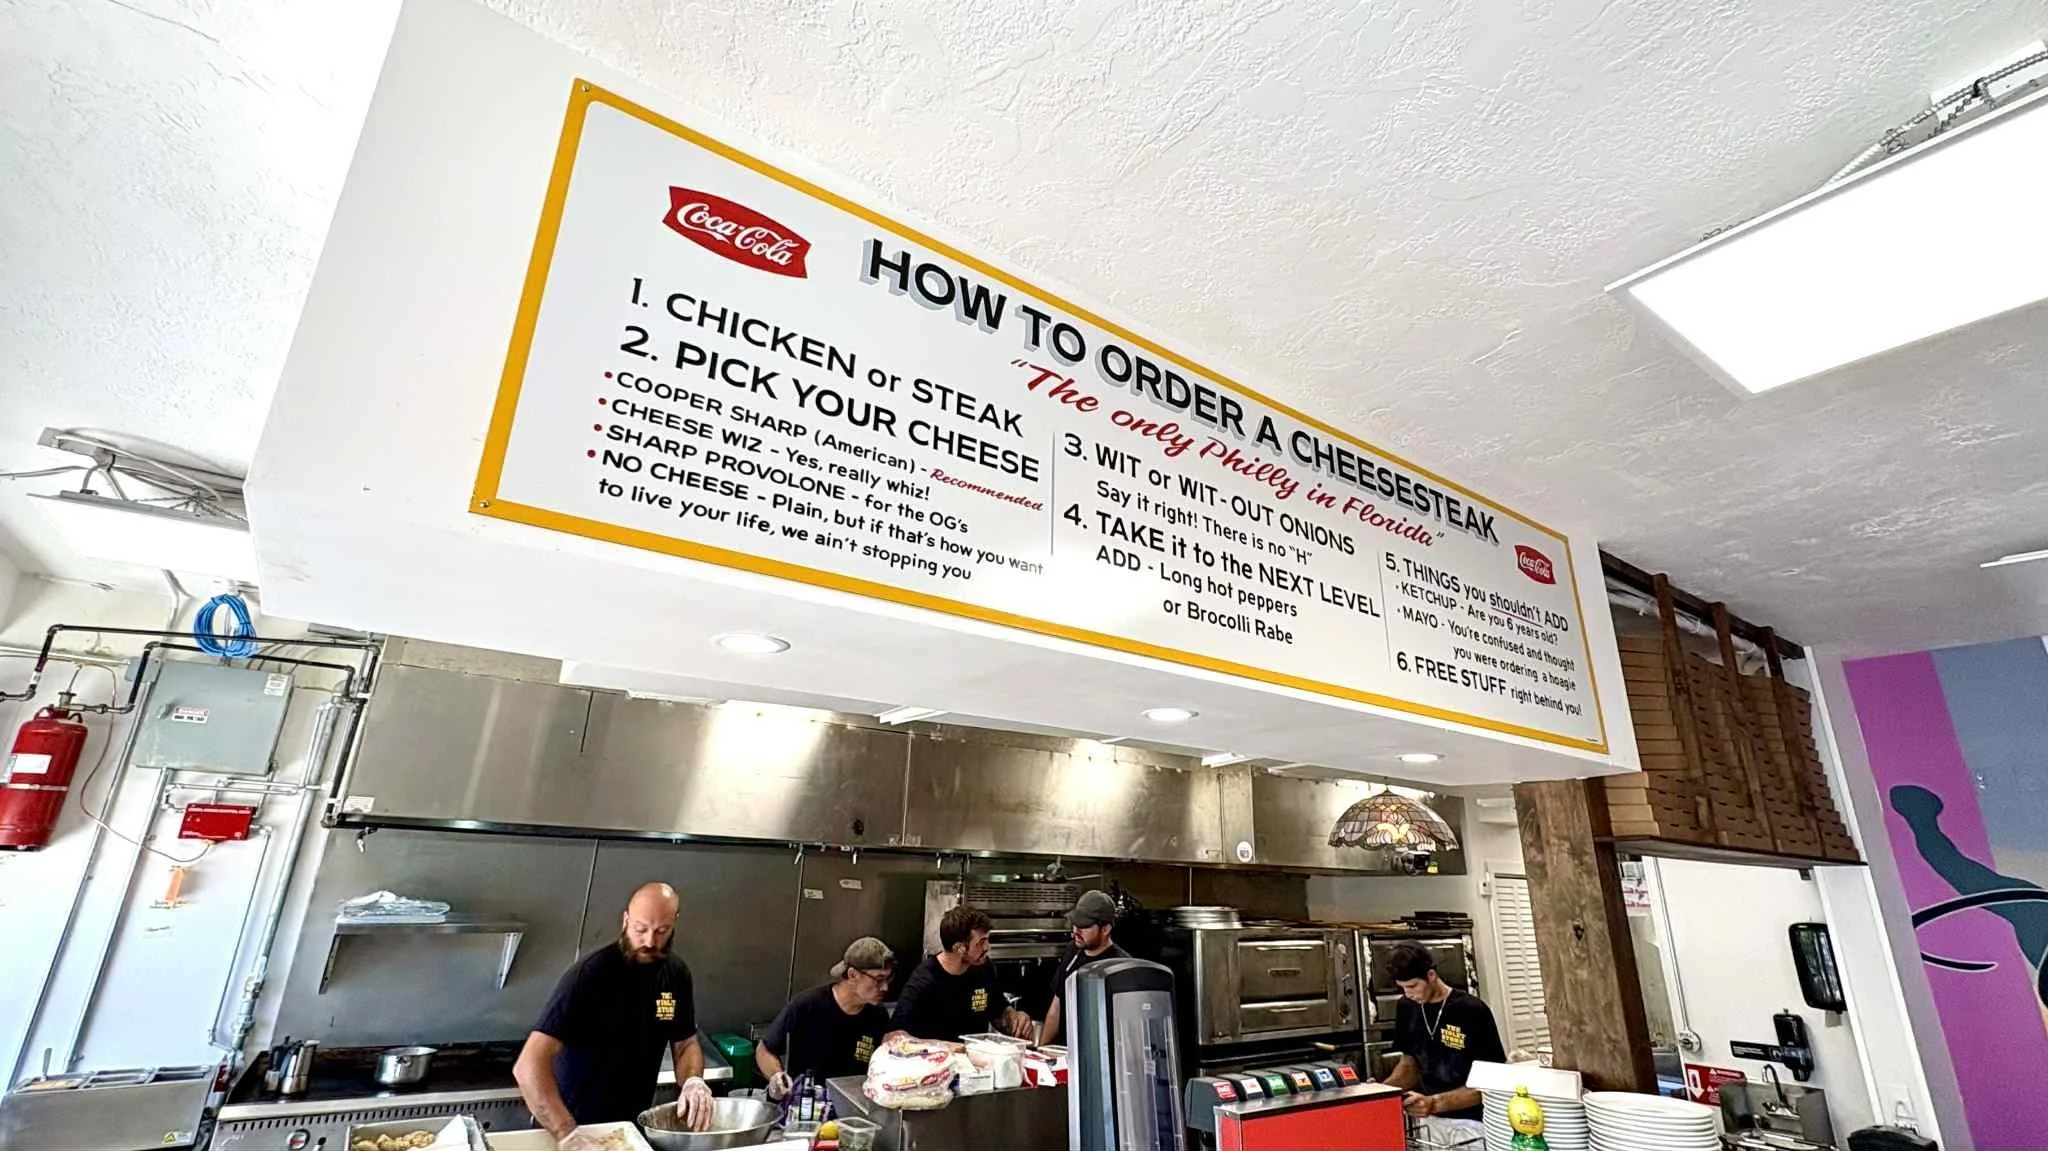 Coca-Cola
HOW TO ORDER A CHEESESTEAK
"The only Philly in Florida"
1. CHICKEN or STEAK
2. PICK YOUR CHEESE
• COOPER SHARP (American) - Recommended
• CHEESE WIZ - Yes, really whiz!
• SHARP PROVOLONE - for the OG's
• NO CHEESE - Plain, but if that's how you want
to live your life, we ain't stopping you
3. WIT or WIT-OUT ONIONS
Say it right! There is no "H"
4. TAKE it to the NEXT LEVEL
ADD - Long hot peppers
or Brocolli Rabe
Coca-Cola
5. THINGS you shouldn't ADD
• KETCHUP - Are you 6 years old?
• MAYO - You're confused and thought
you were ordering a hoagie
6. FREE STUFF right behind you!